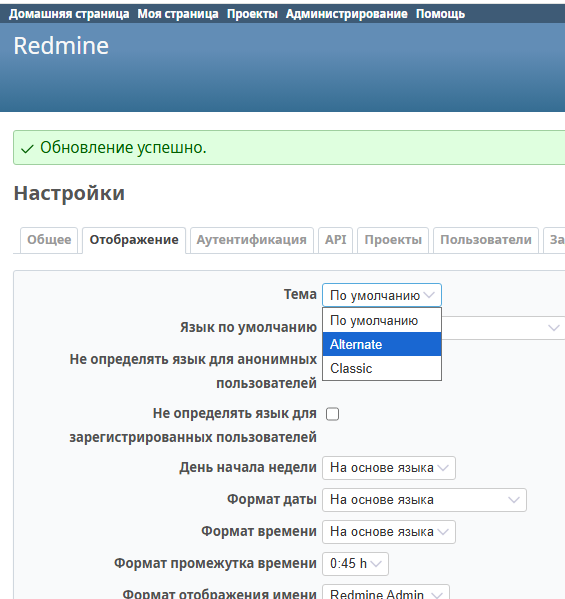 Домашняя страница Моя страница Проекты Администрирование Помощь
Redmine
Обновление успешно.
Настройки
Общее Отображение Аутентификация API Проекты Пользователи За
Тема По умолчанию
По умолчанию
Язык по умолчанию
Alternate
Не определять язык для анонимных
Classic
пользователей
Не определять язык для
зарегистрированных пользователей
День начала недели На основе языка
Формат даты На основе языка
Формат времени На основе языка
Формат промежутка времени 0:45 h
Формат отображения имени Redmine Admin